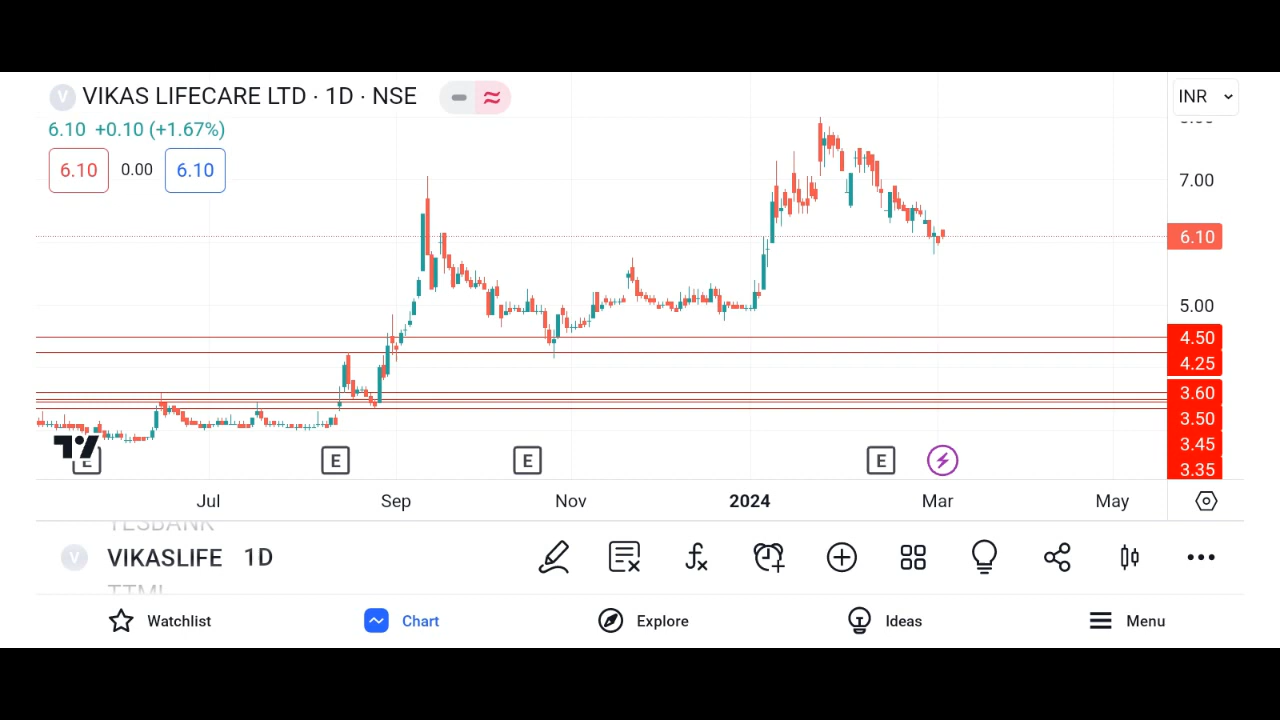 VIKAS LIFECARE LTD · 1D · NSE
INR
6.10 +0.10 (+1.67%)
6.10 0.00 6.10
7.00
6.10
5.00
4.50
4.25
3.60
3.50
3.45
3.35
E E E E
Jul Sep Nov 2024 Mar May
YESBANK
V VIKASLIFE 1D
TTML
Watchlist Chart Explore Ideas Menu